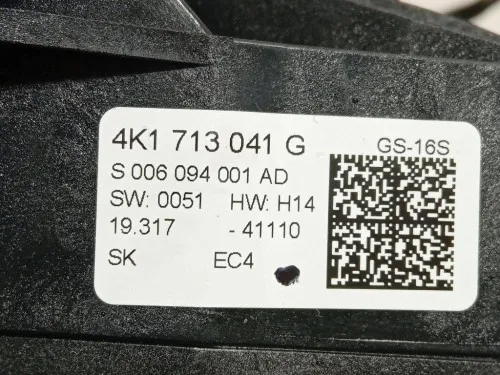 4K1 713 041 G GS-16S
S 006 094 001 AD
SW: 0051 HW: H14
19.317 - 41110
SK EC4